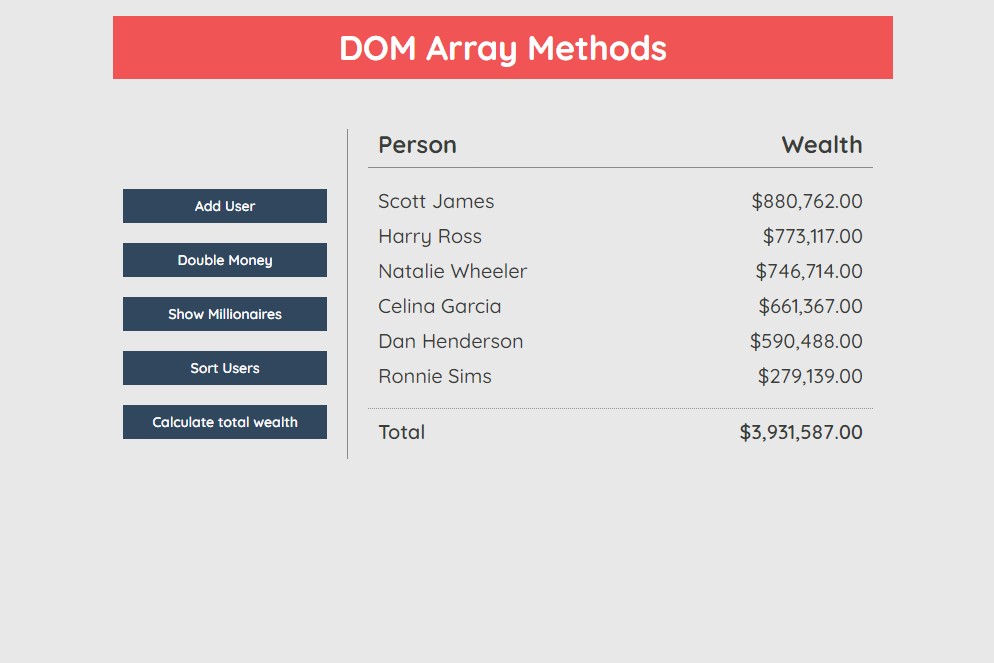 DOM Array Methods
Person Wealth
Add User
Double Money
Show Millionaires
Sort Users
Calculate total wealth
Scott James $880,762.00
Harry Ross $773,117.00
Natalie Wheeler $746,714.00
Celina Garcia $661,367.00
Dan Henderson $590,488.00
Ronnie Sims $279,139.00
Total $3,931,587.00